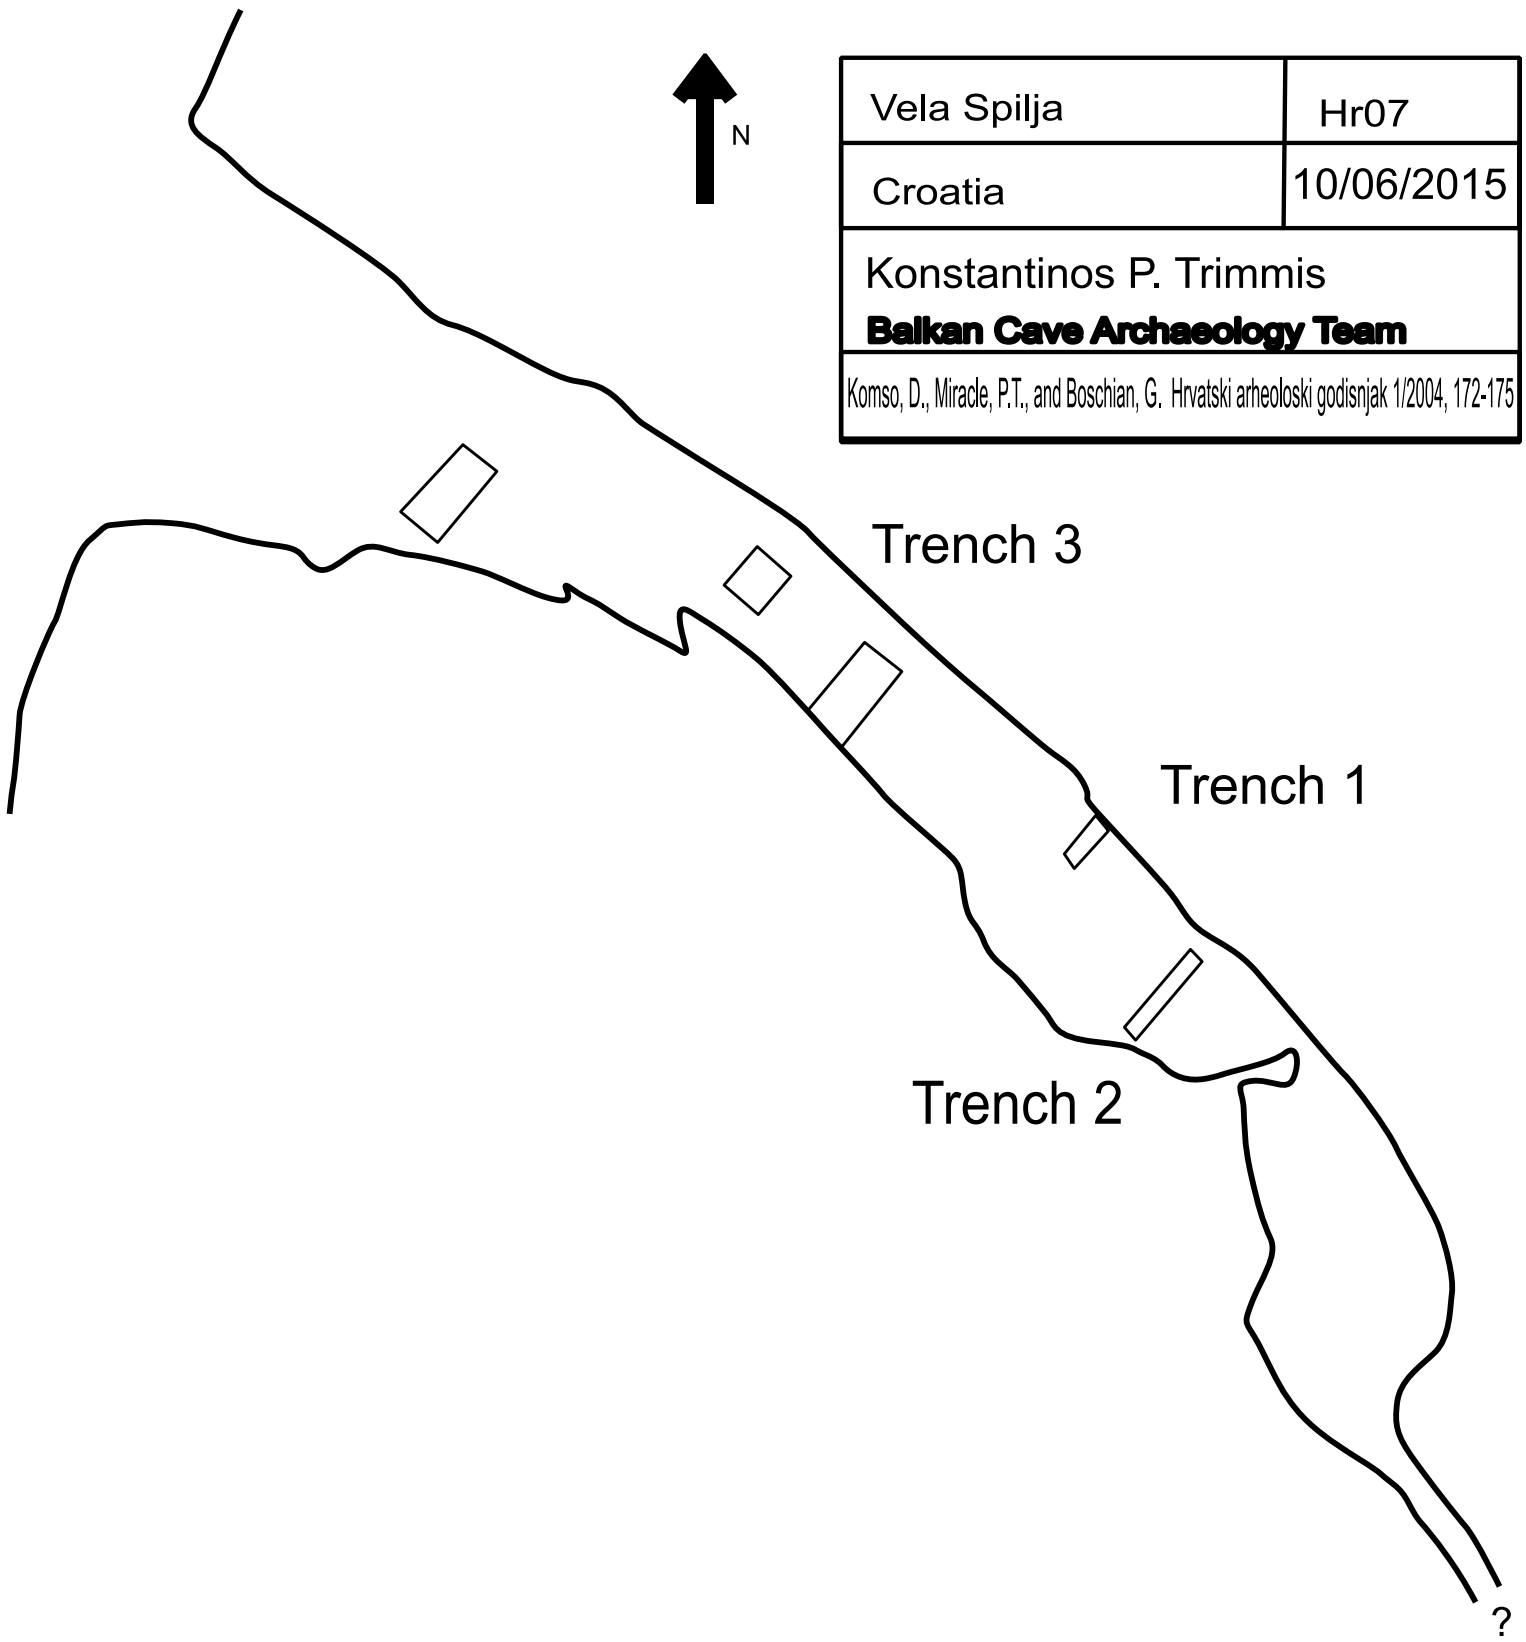 N
Vela Spilja
Hr07
Croatia
10/06/2015
Konstantinos P. Trimmis
Balkan Cave Archaeology Team
Komso, D., Miracle, P.T., and Boschian, G. Hrvatski arheoloski godisnjak 1/2004, 172-175
Trench 3
Trench 1
Trench 2
?